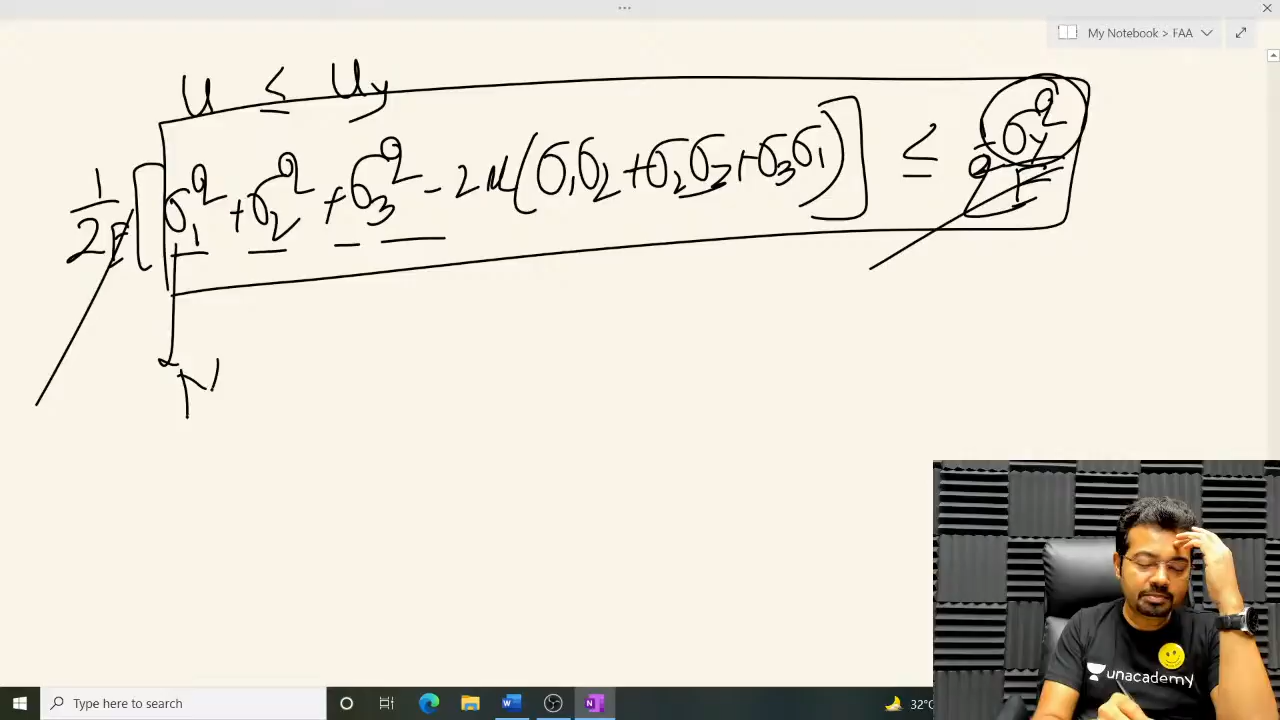 My Notebook > FAA
U ≤ Uy
1/2E [σ1² + σ2² + σ3² - 2μ(σ1σ2 + σ2σ3 + σ3σ1)] ≤ σy²
N
unacademy
Type here to search
32°C